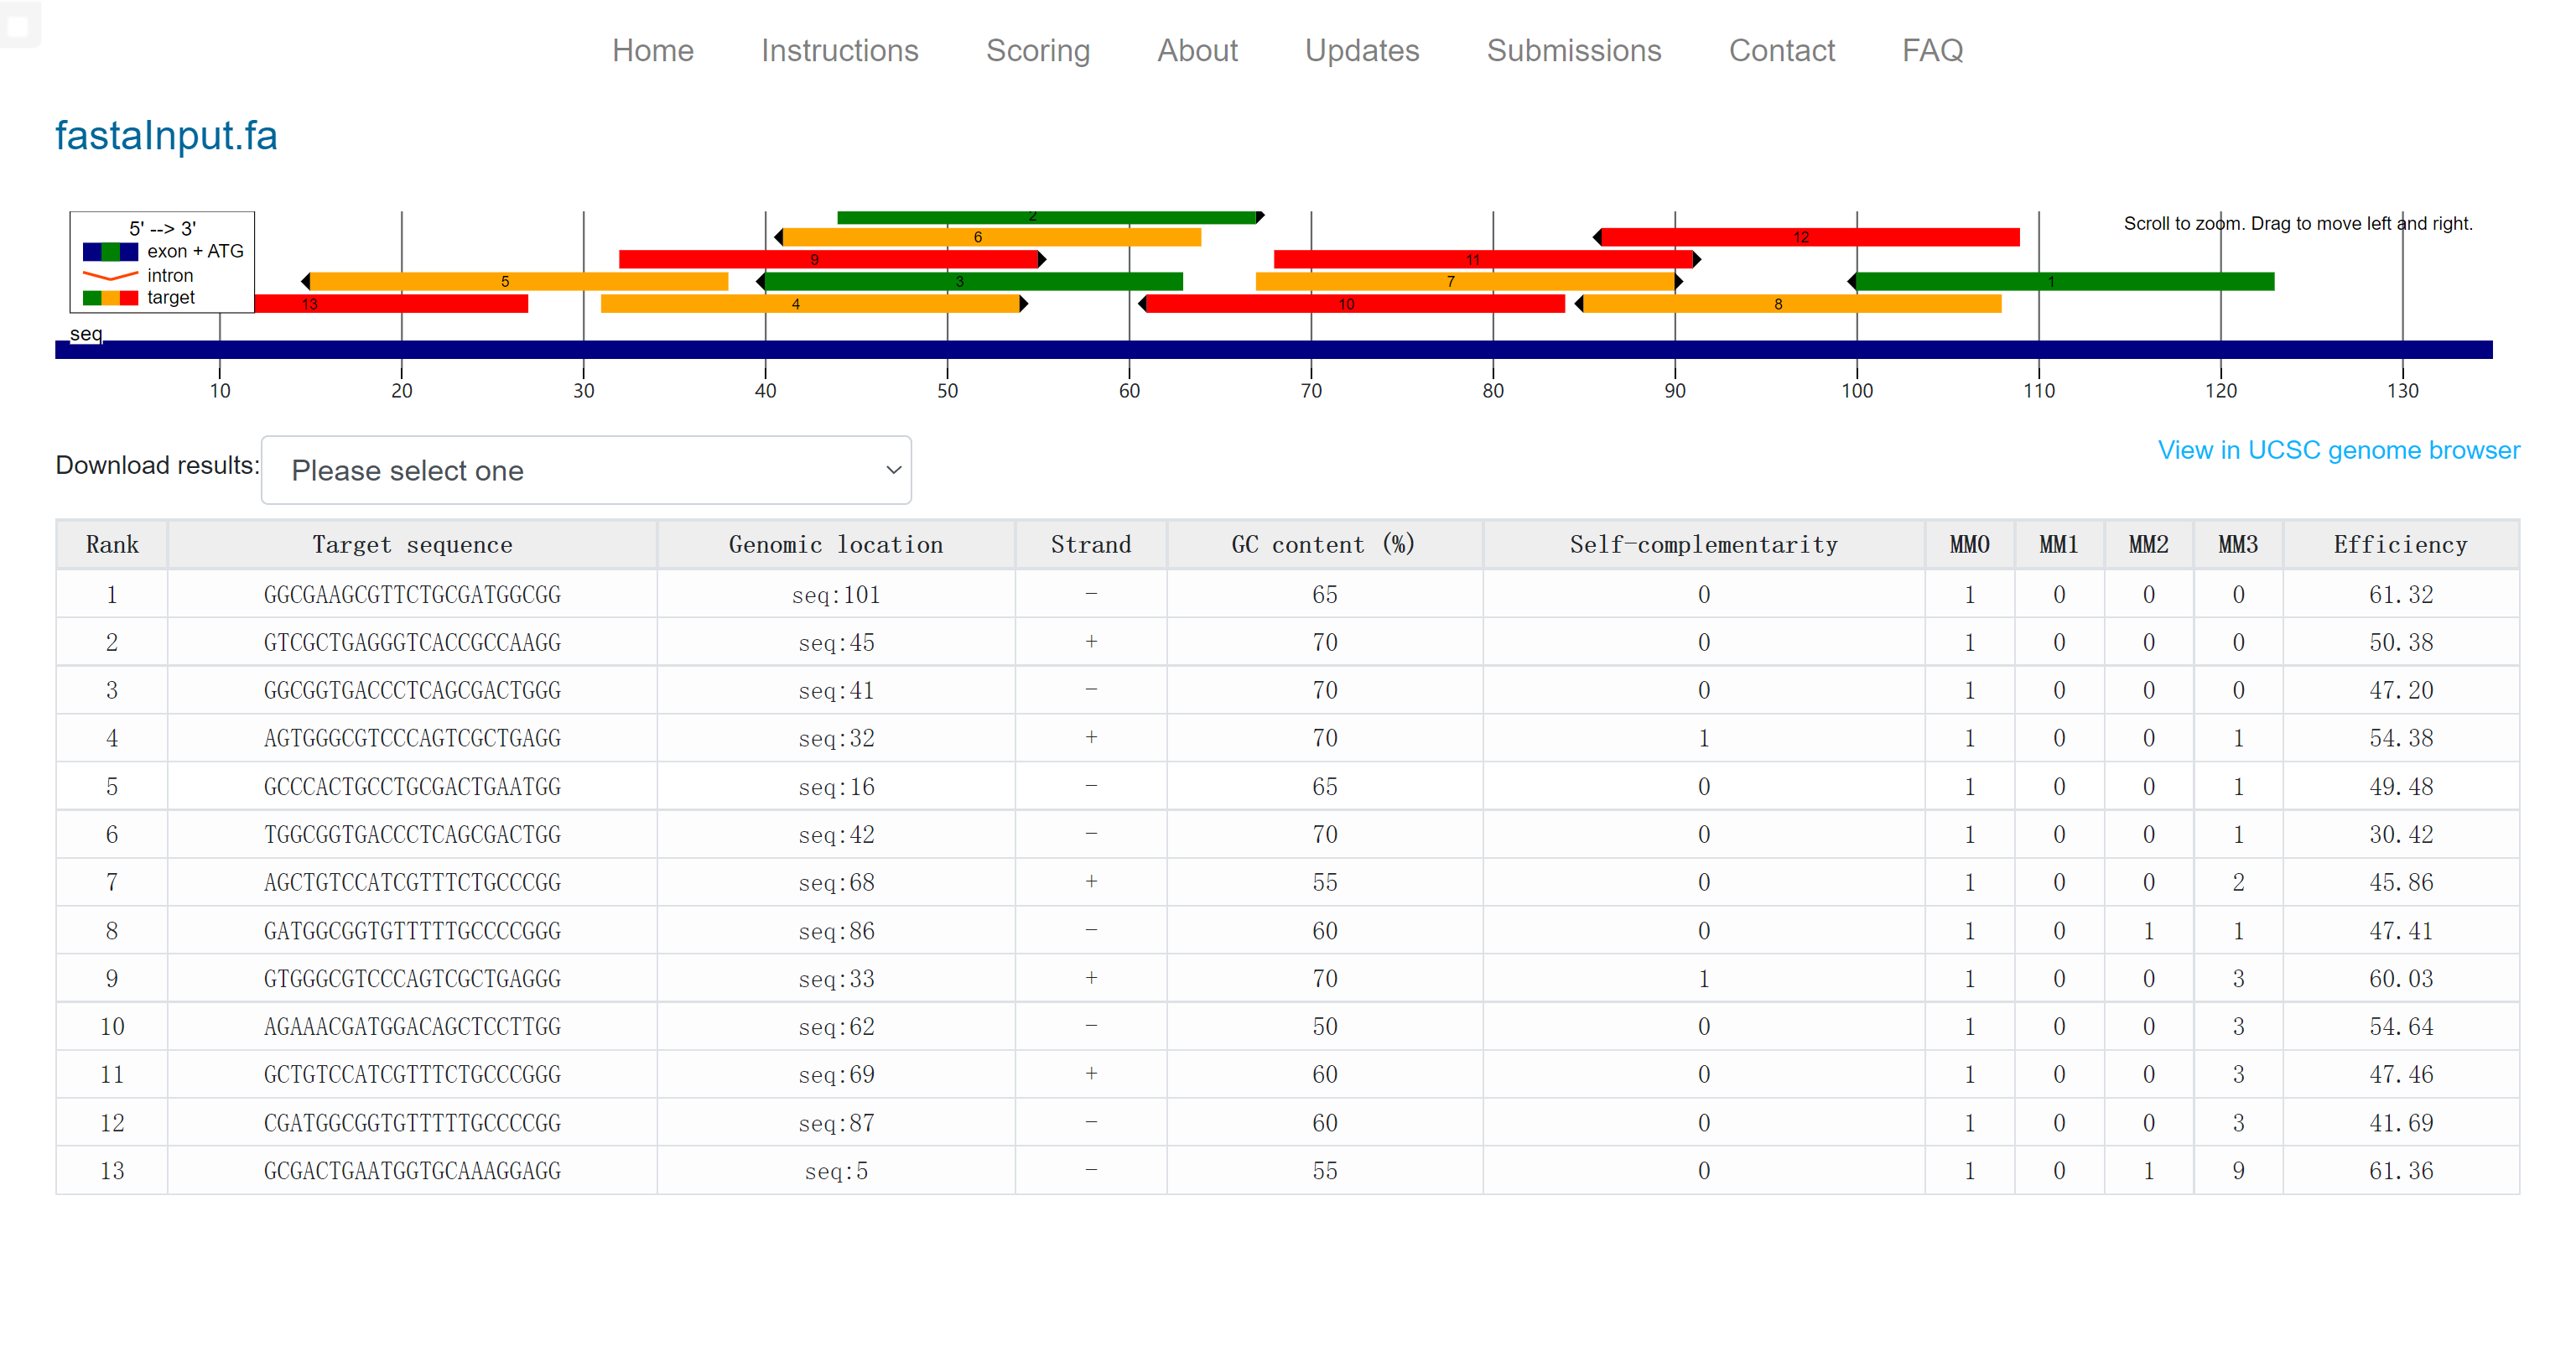 Home Instructions Scoring About Updates Submissions Contact FAQ
fastaInput.fa
5' --> 3'
exon + ATG
intron
target
Scroll to zoom. Drag to move left and right.
2
6 12
9 11
5 3 7 1
13 4 10 8
seq
10 20 30 40 50 60 70 80 90 100 110 120 130
Download results: Please select one
View in UCSC genome browser
Rank Target sequence Genomic location Strand GC content (%) Self-complementarity MM0 MM1 MM2 MM3 Efficiency
1 GGCGAAGCGTTCTGCGATGGCGG seq:101 - 65 0 1 0 0 0 61.32
2 GTCGCTGAGGGTCACCGCCAAGG seq:45 + 70 0 1 0 0 0 50.38
3 GGCGGTGACCCTCAGCGACTGGG seq:41 - 70 0 1 0 0 0 47.20
4 AGTGGGCGTCCCAGTCGCTGAGG seq:32 + 70 1 1 0 0 1 54.38
5 GCCCACTGCCTGCGACTGAATGG seq:16 - 65 0 1 0 0 1 49.48
6 TGGCGGTGACCCTCAGCGACTGG seq:42 - 70 0 1 0 0 1 30.42
7 AGCTGTCCATCGTTTCTGCCCGG seq:68 + 55 0 1 0 0 2 45.86
8 GATGGCGGTGTTTTTGCCCCGGG seq:86 - 60 0 1 0 1 1 47.41
9 GTGGGCGTCCCAGTCGCTGAGGG seq:33 + 70 1 1 0 0 3 60.03
10 AGAAACGATGGACAGCTCCTTGG seq:62 - 50 0 1 0 0 3 54.64
11 GCTGTCCATCGTTTCTGCCCGGG seq:69 + 60 0 1 0 0 3 47.46
12 CGATGGCGGTGTTTTTGCCCCGG seq:87 - 60 0 1 0 0 3 41.69
13 GCGACTGAATGGTGCAAAGGAGG seq:5 - 55 0 1 0 1 9 61.36